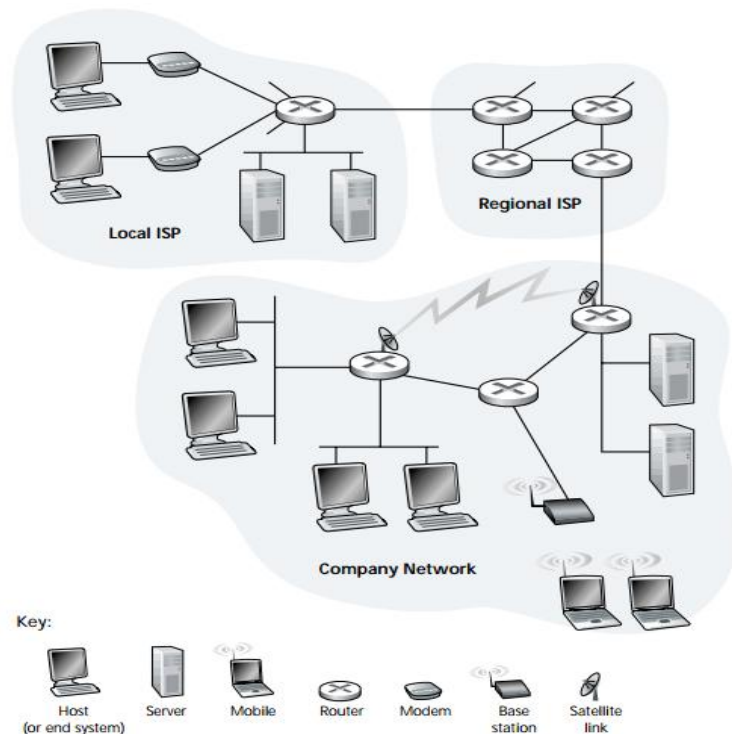 Local ISP
Regional ISP
Company Network
Key:
Host
(or end system)
Server
Mobile
Router
Modem
Base
station
Satellite
link